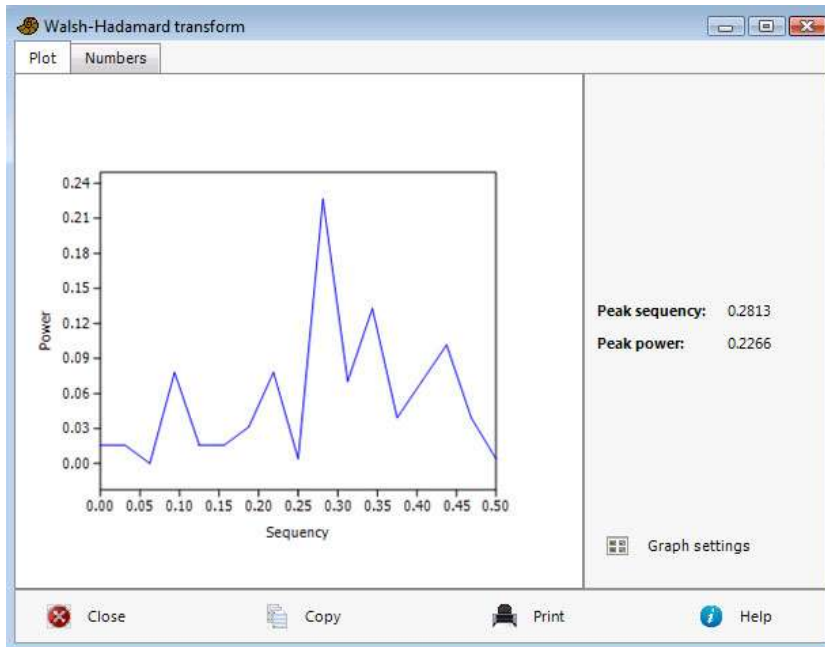 Walsh-Hadamard transform
Plot Numbers
0.24
0.21
0.18
0.15
0.12
0.09
0.06
0.03
0.00
Power
0.00 0.05 0.10 0.15 0.20 0.25 0.30 0.35 0.40 0.45 0.50
Sequency
Peak sequency: 0.2813
Peak power: 0.2266
Graph settings
Close Copy Print Help